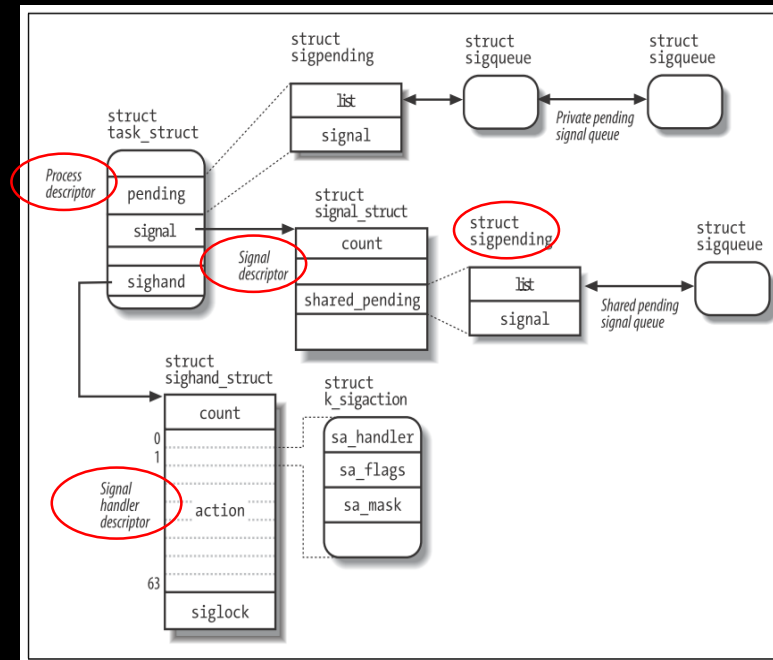 struct
sigpending
list
signal
struct
sigqueue
Private pending
signal queue
struct
sigqueue
struct
task_struct
Process
descriptor
pending
signal
sighand
Signal
descriptor
struct
signal_struct
count
shared_pending
struct
sigpending
list
signal
Shared pending
signal queue
struct
sigqueue
struct
sighand_struct
count
0
1
Signal
handler
descriptor
action
63
siglock
struct
k_sigaction
sa_handler
sa_flags
sa_mask